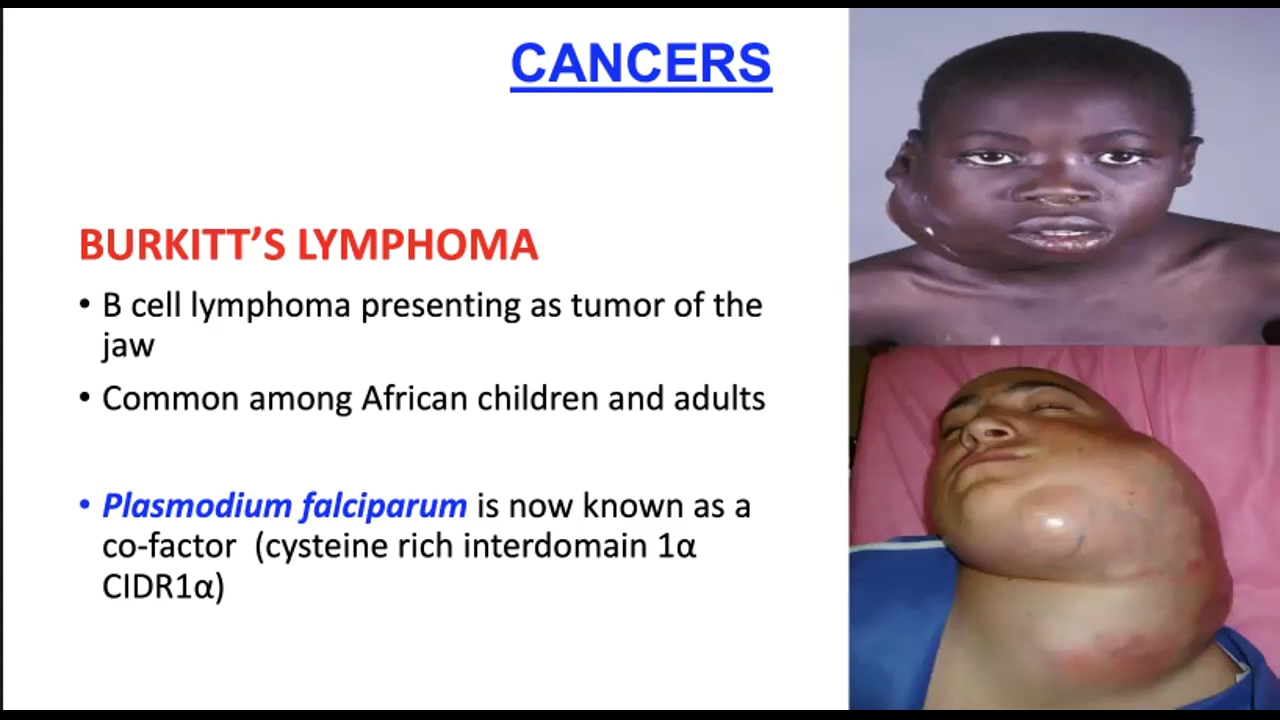 CANCERS
BURKITT’S LYMPHOMA
• B cell lymphoma presenting as tumor of the
jaw
• Common among African children and adults
• Plasmodium falciparum is now known as a
co-factor (cysteine rich interdomain 1α
CIDR1α)